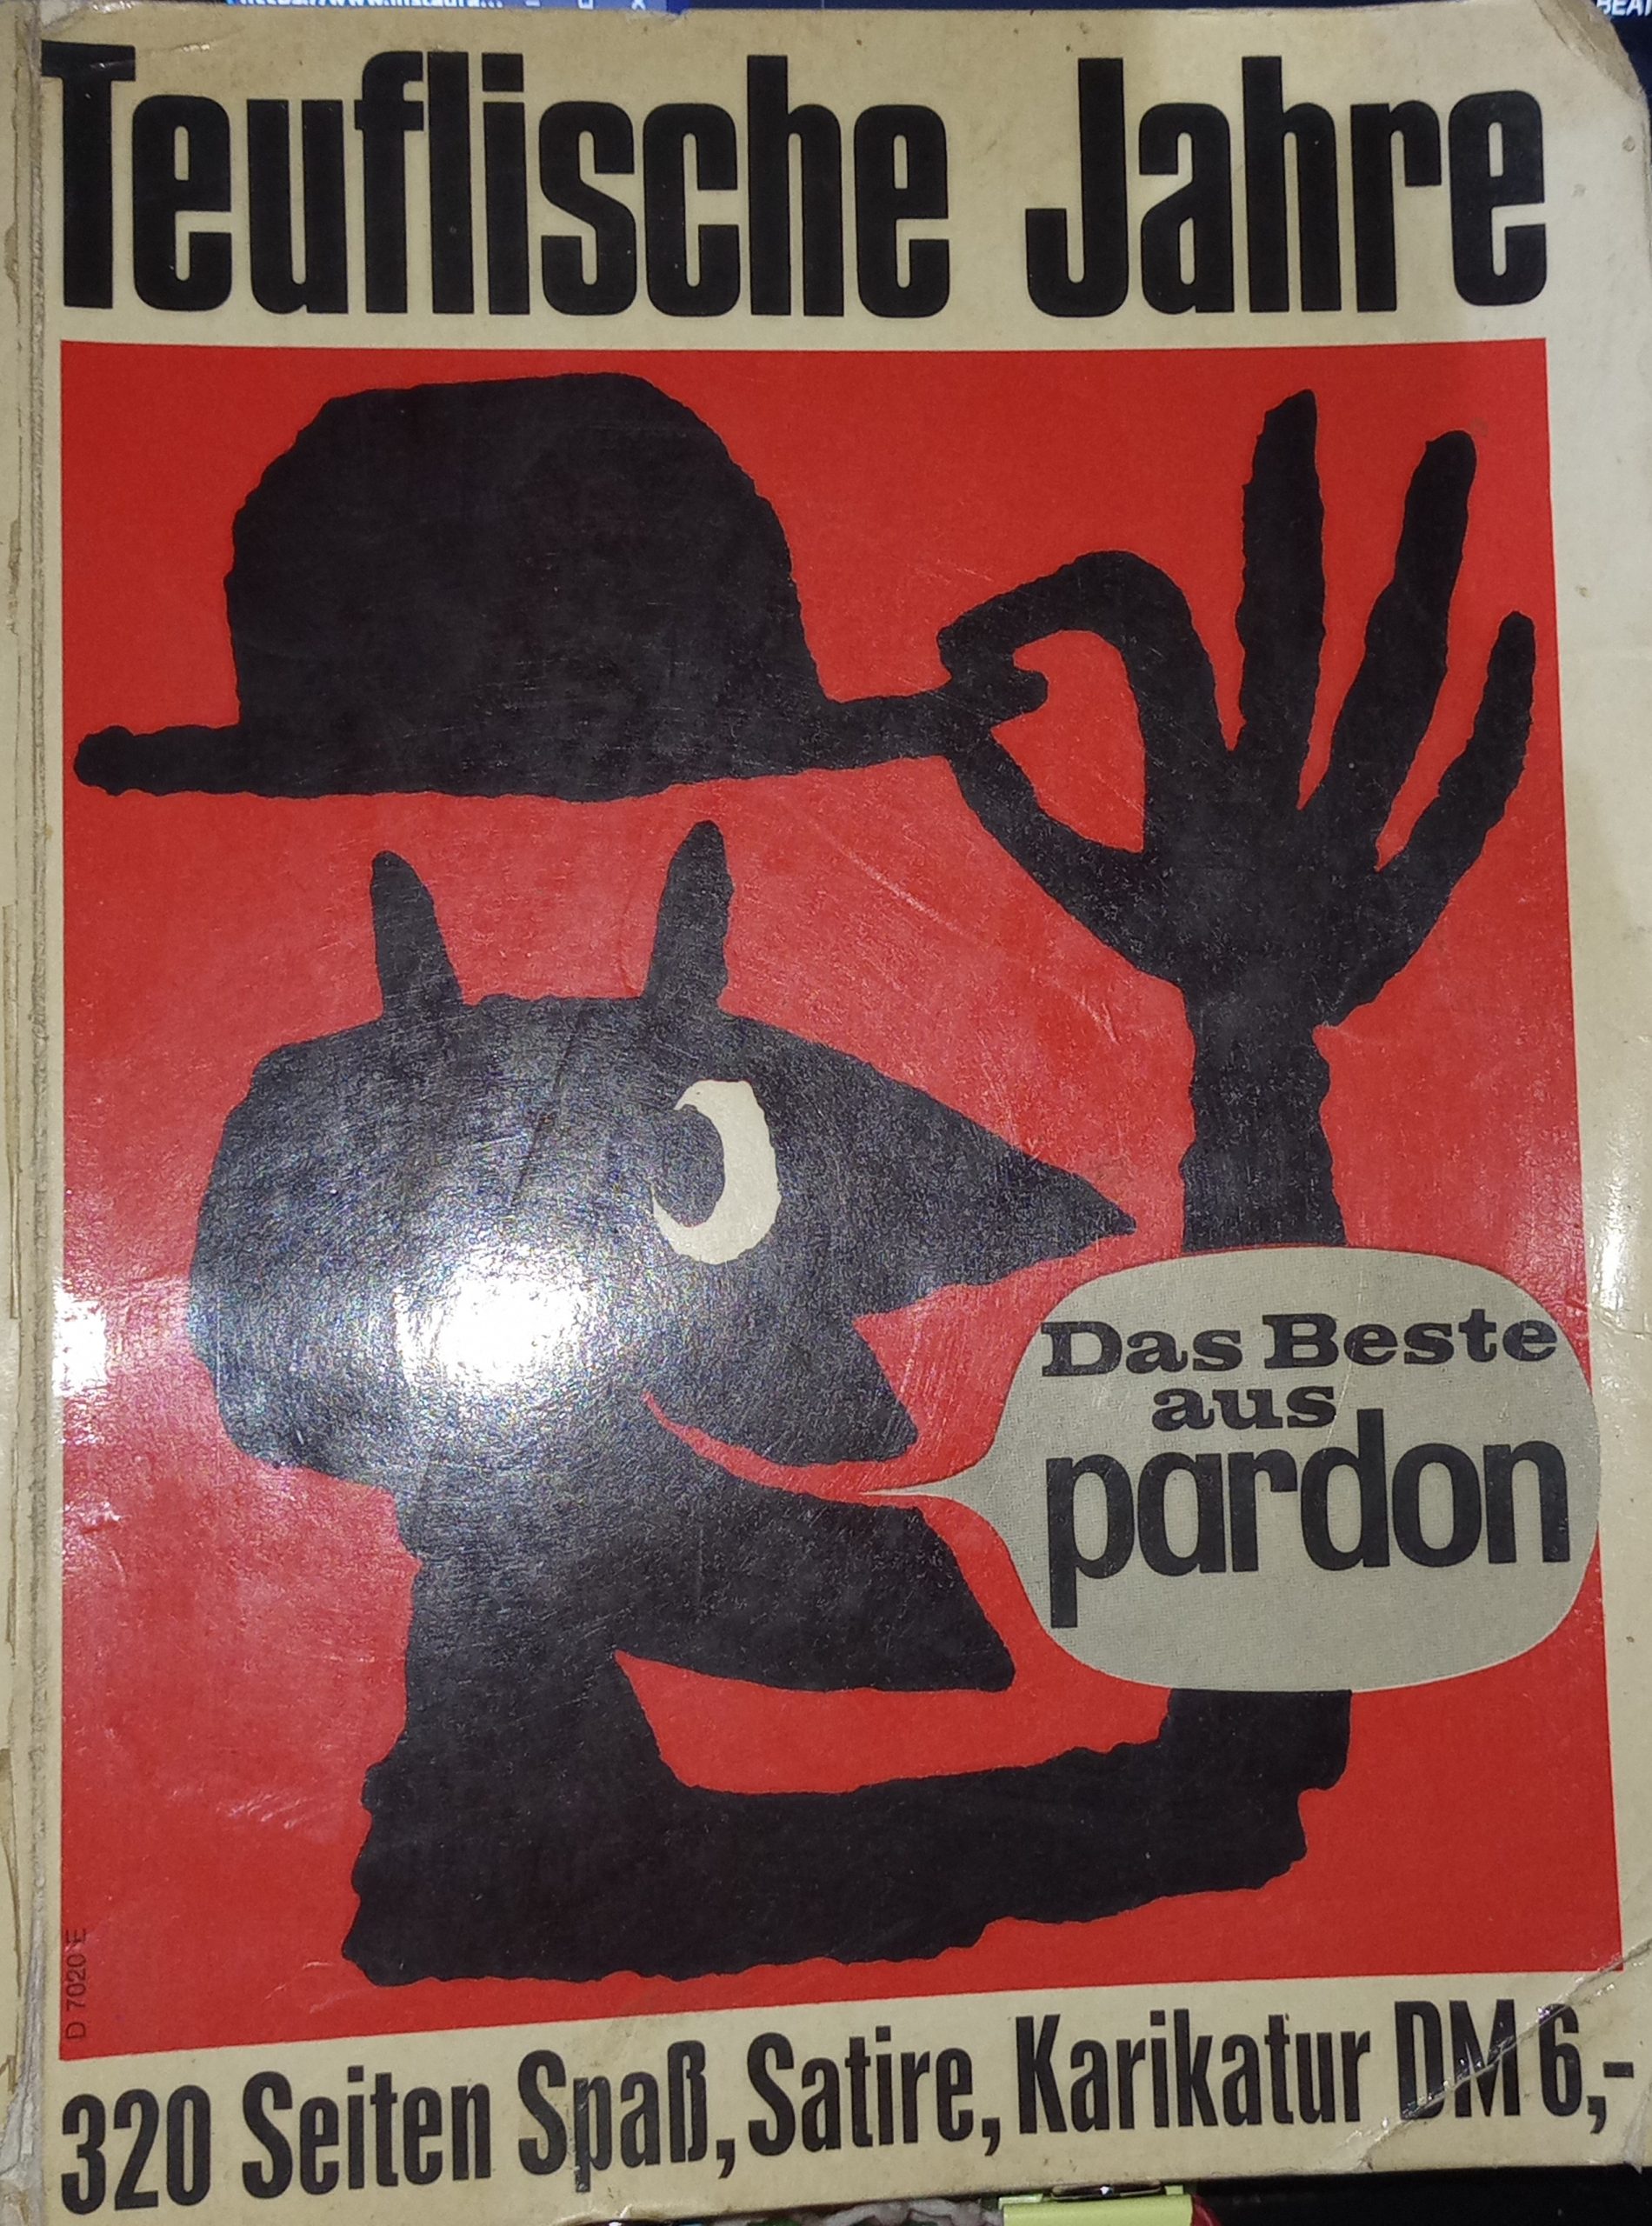 Teuflische Jahre
Das Beste
aus
pardon
D 7020 E
320 Seiten Spaß, Satire, Karikatur DM 6,-